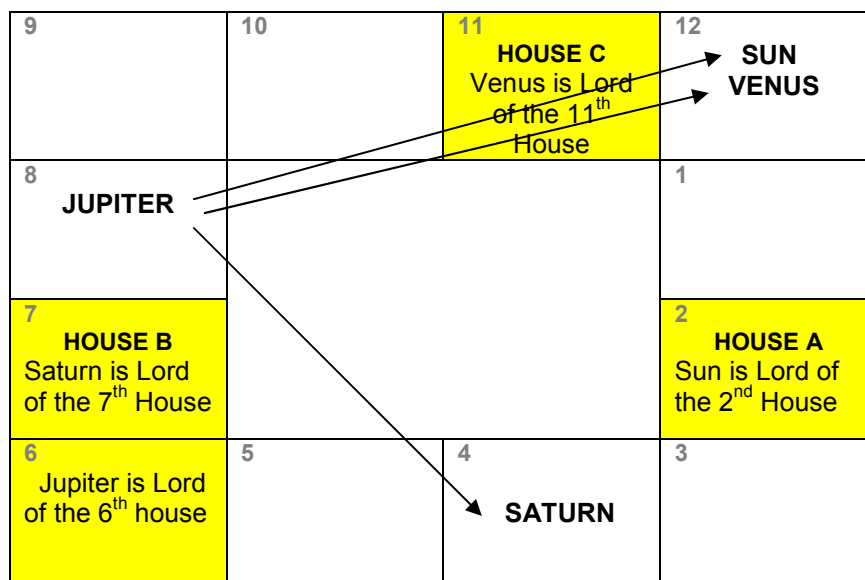 9
10
11
HOUSE C
Venus is Lord
of the 11th
House
12
SUN
VENUS
8
JUPITER
1
7
HOUSE B
Saturn is Lord
of the 7th House
2
HOUSE A
Sun is Lord of
the 2nd House
6
Jupiter is Lord
of the 6th house
5
4
SATURN
3